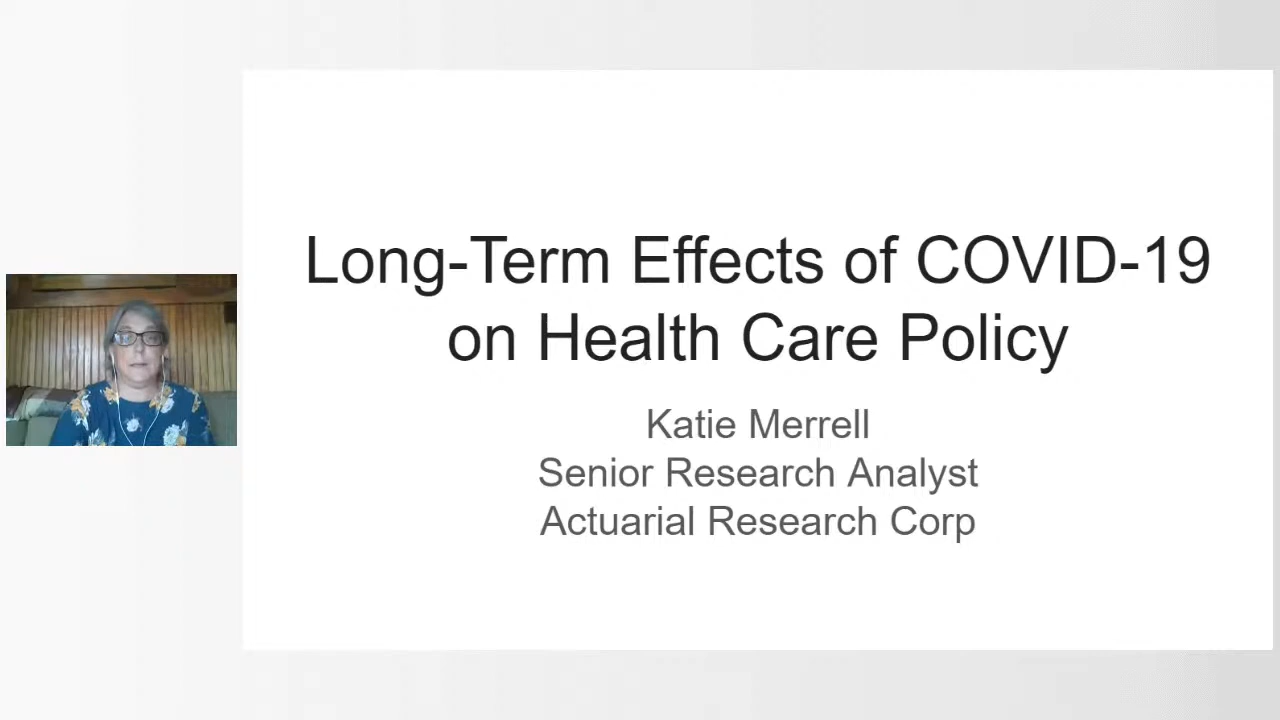 Long-Term Effects of COVID-19
on Health Care Policy
Katie Merrell
Senior Research Analyst
Actuarial Research Corp